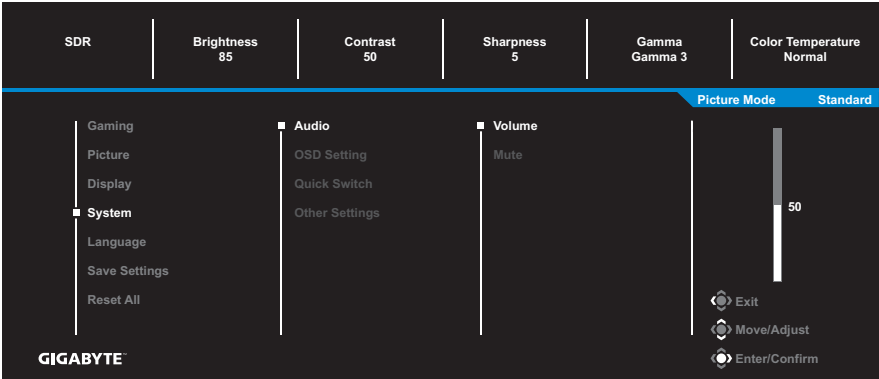 SDR
Brightness
85
Contrast
50
Sharpness
5
Gamma
Gamma 3
Color Temperature
Normal
Picture Mode Standard
Gaming
Picture
Display
System
Language
Save Settings
Reset All
Audio
OSD Setting
Quick Switch
Other Settings
Volume
Mute
50
Exit
Move/Adjust
Enter/Confirm
GIGABYTE™